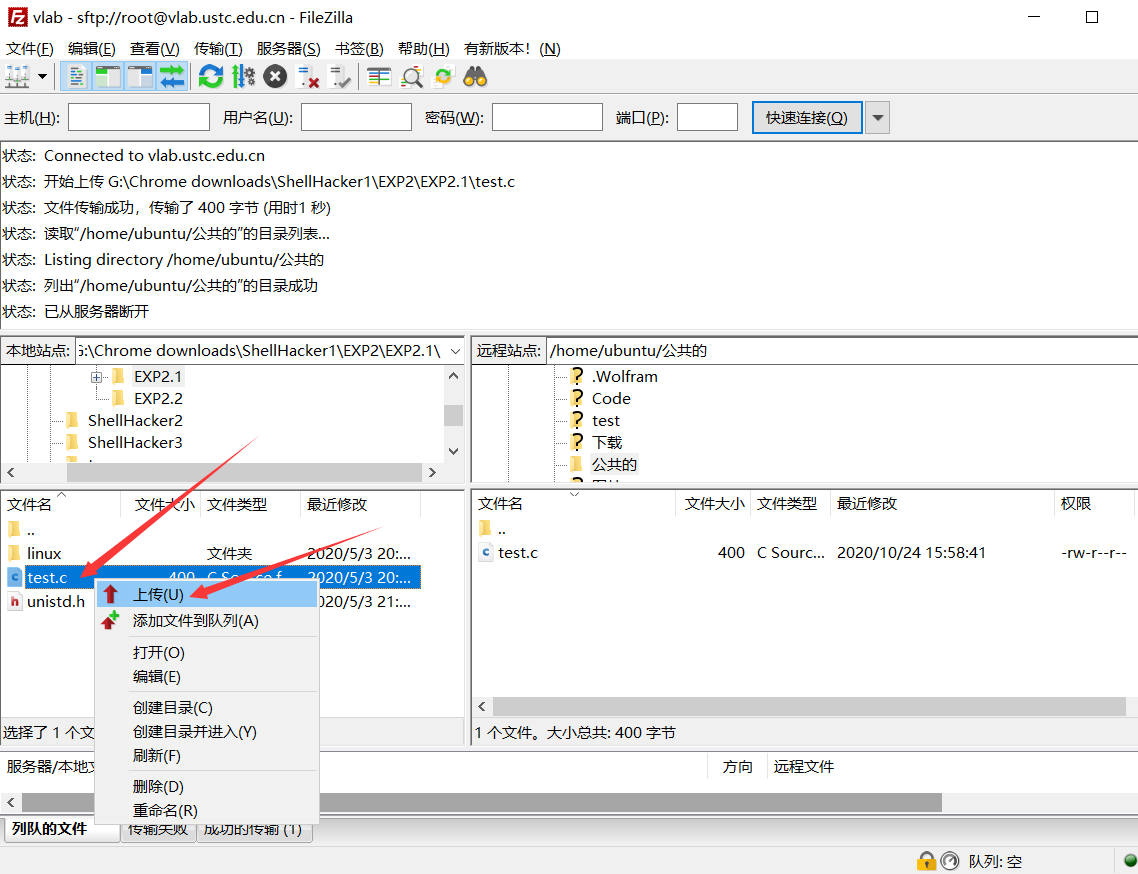 vlab - sftp://root@vlab.ustc.edu.cn - FileZilla
文件(F) 编辑(E) 查看(V) 传输(T) 服务器(S) 书签(B) 帮助(H) 有新版本！(N)
主机(H): 用户名(U): 密码(W): 端口(P): 快速连接(Q)
状态: Connected to vlab.ustc.edu.cn
状态: 开始上传 G:\Chrome downloads\ShellHacker1\EXP2\EXP2.1\test.c
状态: 文件传输成功，传输了 400 字节 (用时1 秒)
状态: 读取“/home/ubuntu/公共的”的目录列表...
状态: Listing directory /home/ubuntu/公共的
状态: 列出“/home/ubuntu/公共的”的目录成功
状态: 已从服务器断开
本地站点: G:\Chrome downloads\ShellHacker1\EXP2\EXP2.1\
EXP2.1
EXP2.2
ShellHacker2
ShellHacker3
远程站点: /home/ubuntu/公共的
.Wolfram
Code
test
下载
公共的
文件名 文件大小 文件类型 最近修改
..
linux 文件夹 2020/5/3 20:...
test.c 400 C Source f... 2020/5/3 20:...
unistd.h 2020/5/3 21:...
选择了 1 个文
文件名 文件大小 文件类型 最近修改 权限
..
test.c 400 C Sourc... 2020/10/24 15:58:41 -rw-r--r--
1 个文件。大小总共: 400 字节
上传(U)
添加文件到队列(A)
打开(O)
编辑(E)
创建目录(C)
创建目录并进入(Y)
刷新(F)
删除(D)
重命名(R)
服务器/本地文 方向 远程文件
列队的文件 传输失败 成功的传输 (1)
队列: 空